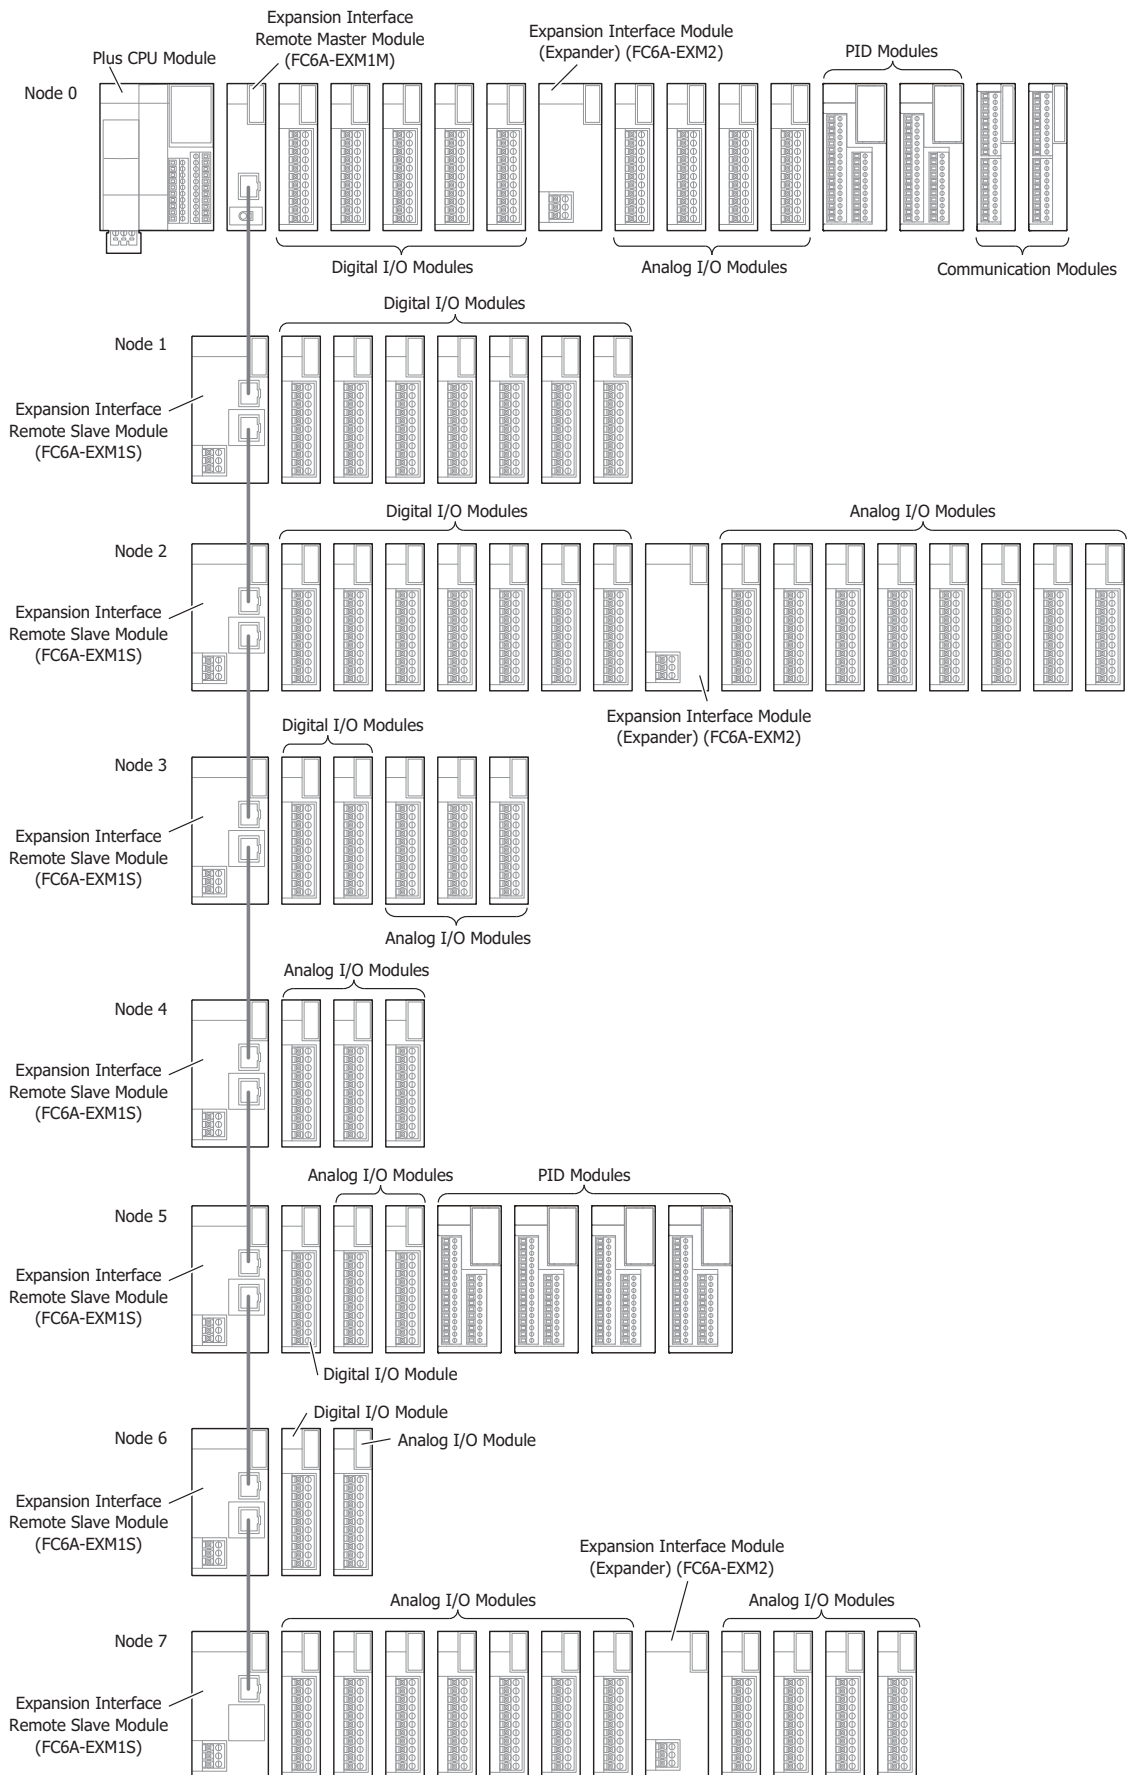 Expansion Interface
Remote Master Module
(FC6A-EXM1M)
Expansion Interface Module
(Expander) (FC6A-EXM2)
Plus CPU Module
PID Modules
Node 0
Digital I/O Modules
Analog I/O Modules
Communication Modules
Digital I/O Modules
Node 1
Expansion Interface
Remote Slave Module
(FC6A-EXM1S)
Digital I/O Modules
Analog I/O Modules
Node 2
Expansion Interface
Remote Slave Module
(FC6A-EXM1S)
Expansion Interface Module
(Expander) (FC6A-EXM2)
Digital I/O Modules
Node 3
Expansion Interface
Remote Slave Module
(FC6A-EXM1S)
Analog I/O Modules
Analog I/O Modules
Node 4
Expansion Interface
Remote Slave Module
(FC6A-EXM1S)
Analog I/O Modules
PID Modules
Node 5
Expansion Interface
Remote Slave Module
(FC6A-EXM1S)
Digital I/O Module
Digital I/O Module
Node 6
Analog I/O Module
Expansion Interface
Remote Slave Module
(FC6A-EXM1S)
Expansion Interface Module
(Expander) (FC6A-EXM2)
Analog I/O Modules
Analog I/O Modules
Node 7
Expansion Interface
Remote Slave Module
(FC6A-EXM1S)